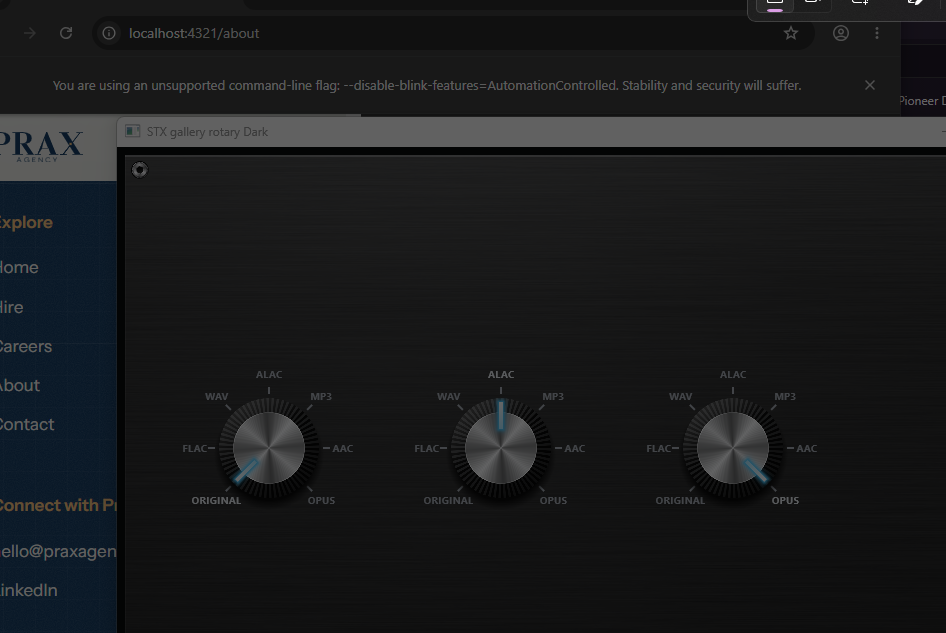 localhost:4321/about
You are using an unsupported command-line flag: --disable-blink-features=AutomationControlled. Stability and security will suffer.
Pioneer D
PRAX
AGENCY
STX gallery rotary Dark
Explore
Home
Hire
Careers
About
Contact
Connect with Pr
hello@praxagen
LinkedIn
ALAC
WAV
MP3
FLAC
AAC
ORIGINAL
OPUS
ALAC
WAV
MP3
FLAC
AAC
ORIGINAL
OPUS
ALAC
WAV
MP3
FLAC
AAC
ORIGINAL
OPUS